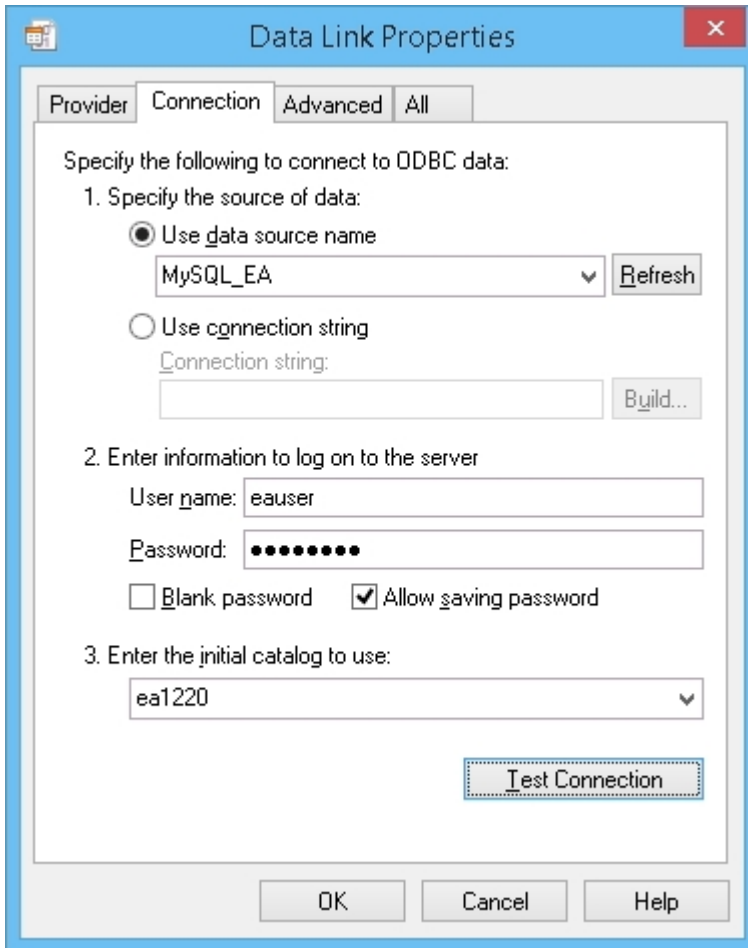 Data Link Properties
Provider Connection Advanced All
Specify the following to connect to ODBC data:
1. Specify the source of data:
Use data source name
MySQL_EA Refresh
Use connection string
Connection string:
Build...
2. Enter information to log on to the server
User name: eauser
Password: ●●●●●●●●
Blank password Allow saving password
3. Enter the initial catalog to use:
ea1220
Test Connection
OK Cancel Help